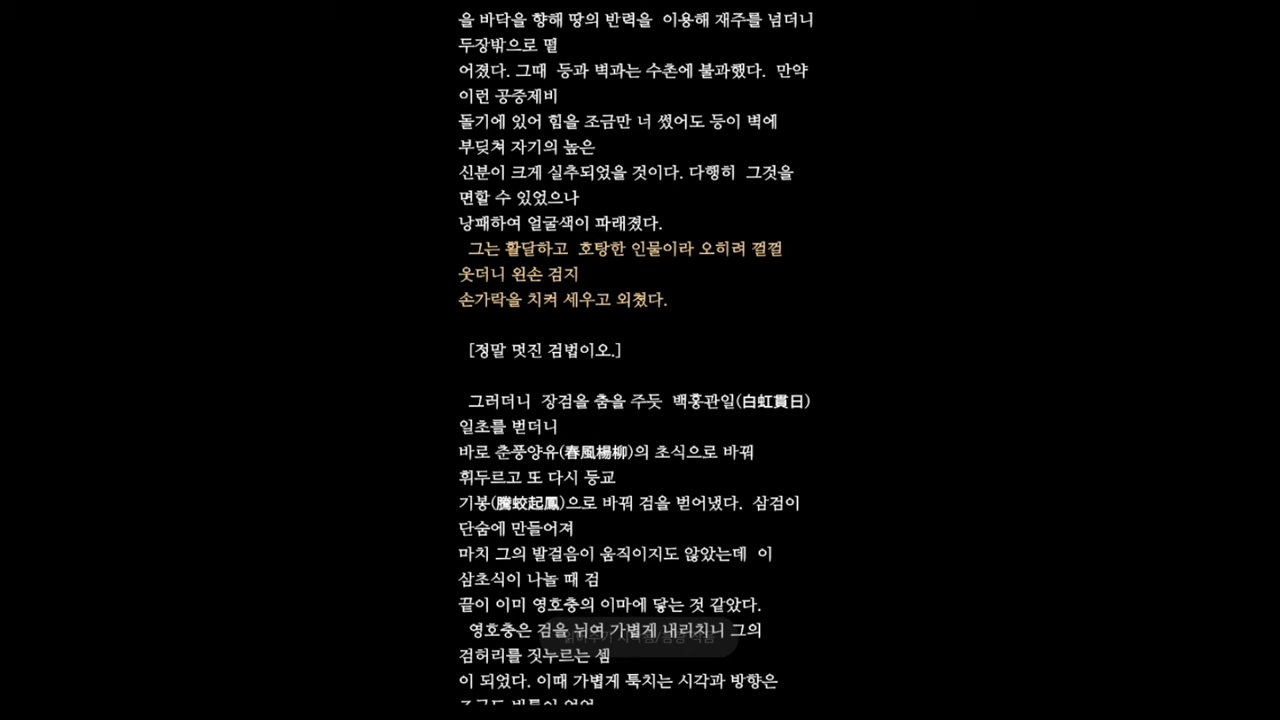 을 바닥을 향해 땅의 반력을 이용해 재주를 넘더니
두장밖으로 떨
어졌다. 그때 등과 벽과는 수촌에 불과했다. 만약
이런 공중제비
돌기에 있어 힘을 조금만 너 썼어도 등이 벽에
부딪쳐 자기의 높은
신분이 크게 실추되었을 것이다. 다행히 그것을
면할 수 있었으나
낭패하여 얼굴색이 파래졌다.
그는 활달하고 호탕한 인물이라 오히려 껄껄
웃더니 왼손 검지
손가락을 치켜 세우고 외쳤다.
[정말 멋진 검법이오.]
그러더니 장검을 춤을 주듯 백홍관일(白虹貫日)
일초를 벋더니
바로 춘풍양유(春風楊柳)의 초식으로 바꿔
휘두르고 또 다시 등교
기봉(騰蛟起鳳)으로 바꿔 검을 벋어냈다. 삼검이
단숨에 만들어져
마치 그의 발걸음이 움직이지도 않았는데 이
삼초식이 나놀 때 검
끝이 이미 영호충의 이마에 닿는 것 같았다.
영호충은 검을 뉘여 가볍게 내리치니 그의
검허리를 짓누르는 셈
이 되었다. 이때 가볍게 툭치는 시각과 방향은